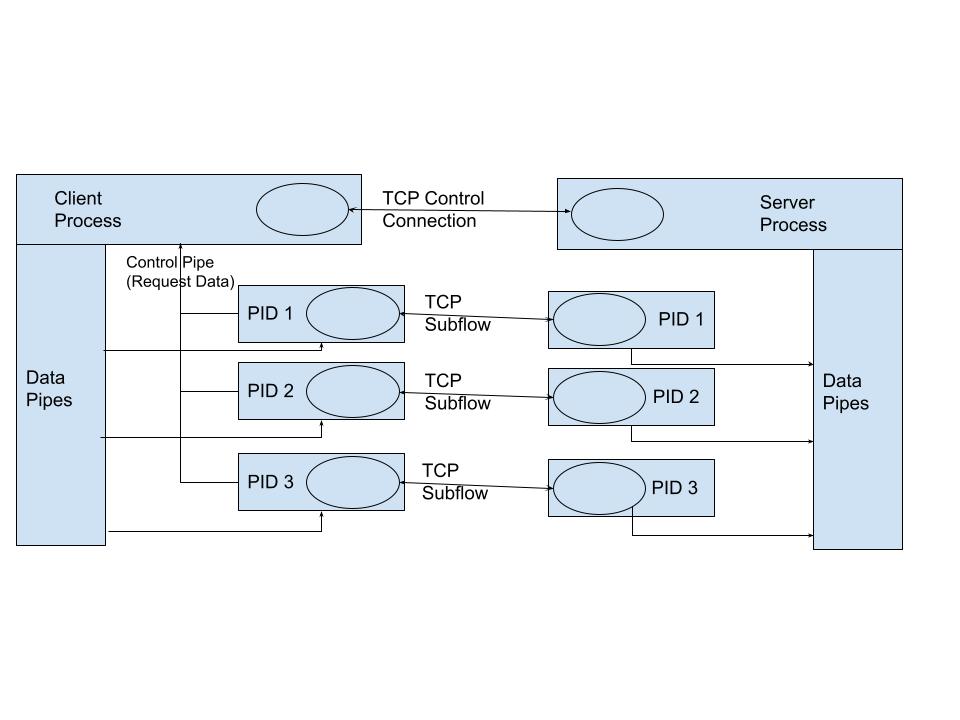 Client
Process
TCP Control
Connection
Server
Process
Control Pipe
(Request Data)
PID 1
TCP
Subflow
PID 1
Data
Pipes
PID 2
TCP
Subflow
PID 2
Data
Pipes
PID 3
TCP
Subflow
PID 3